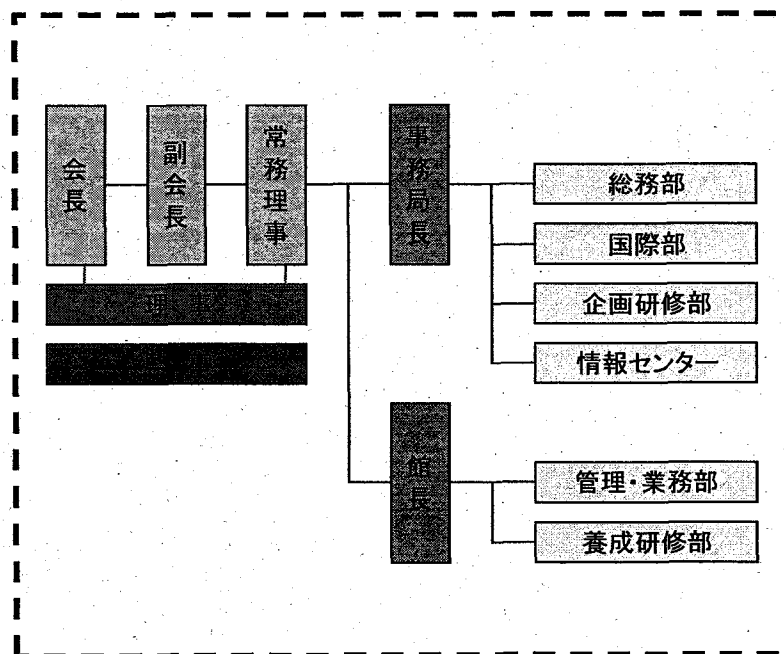 会長
副会長
常務理事
事務局長
総務部
国際部
企画研修部
情報センター
館長
管理・業務部
養成研修部